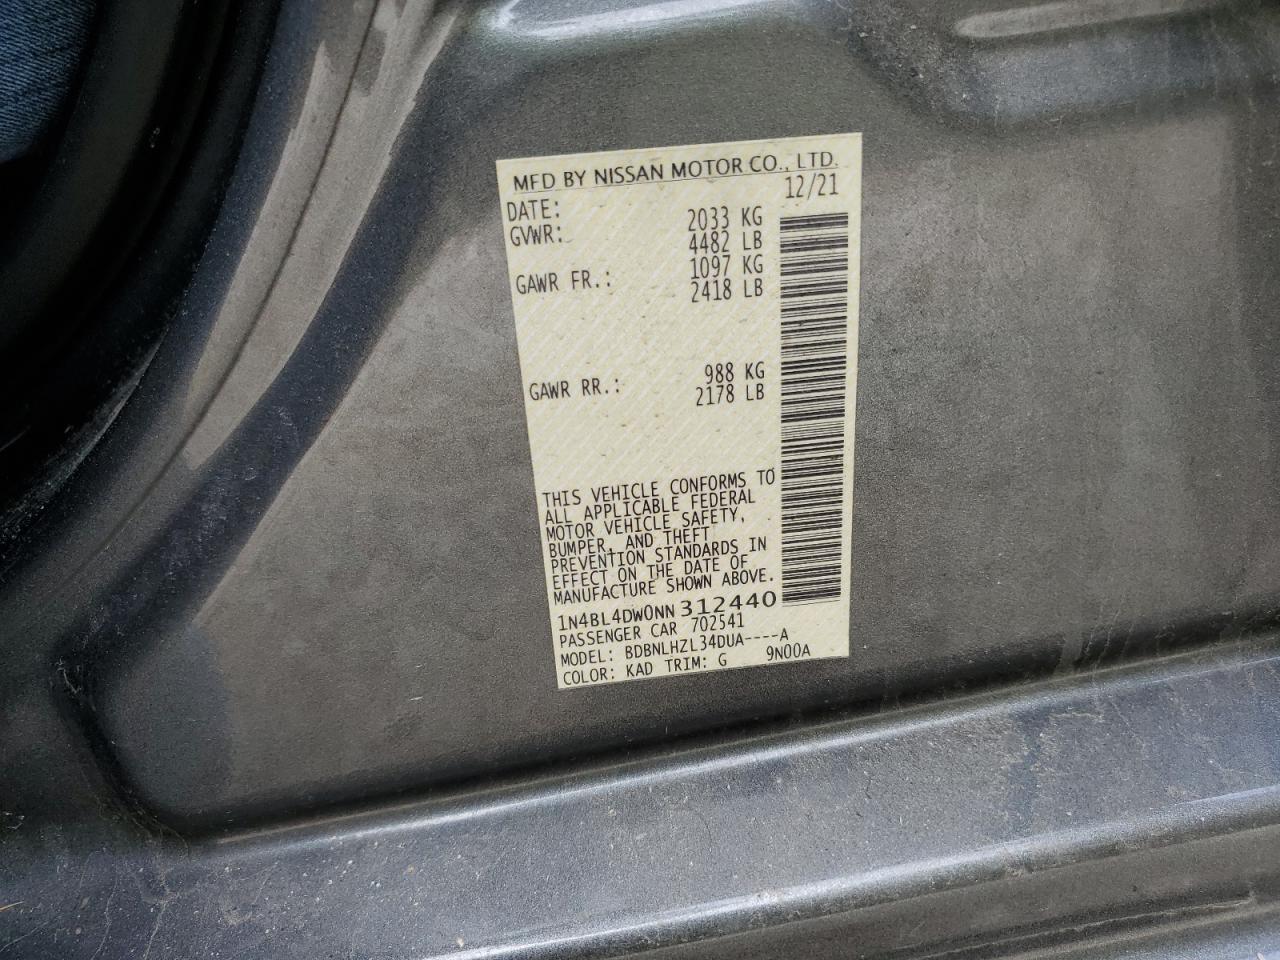 MFD BY NISSAN MOTOR CO., LTD.
DATE: 12/21
GVWR: 2033 KG
4482 LB
GAWR FR.: 1097 KG
2418 LB
GAWR RR.: 988 KG
2178 LB
THIS VEHICLE CONFORMS TO
ALL APPLICABLE FEDERAL
MOTOR VEHICLE SAFETY,
BUMPER, AND THEFT
PREVENTION STANDARDS IN
EFFECT ON THE DATE OF
MANUFACTURE SHOWN ABOVE.
1N4BL4DW0NN312440
PASSENGER CAR 702541
MODEL: BDBNLHZL34DUA----A
COLOR: KAD TRIM: G 9N00A